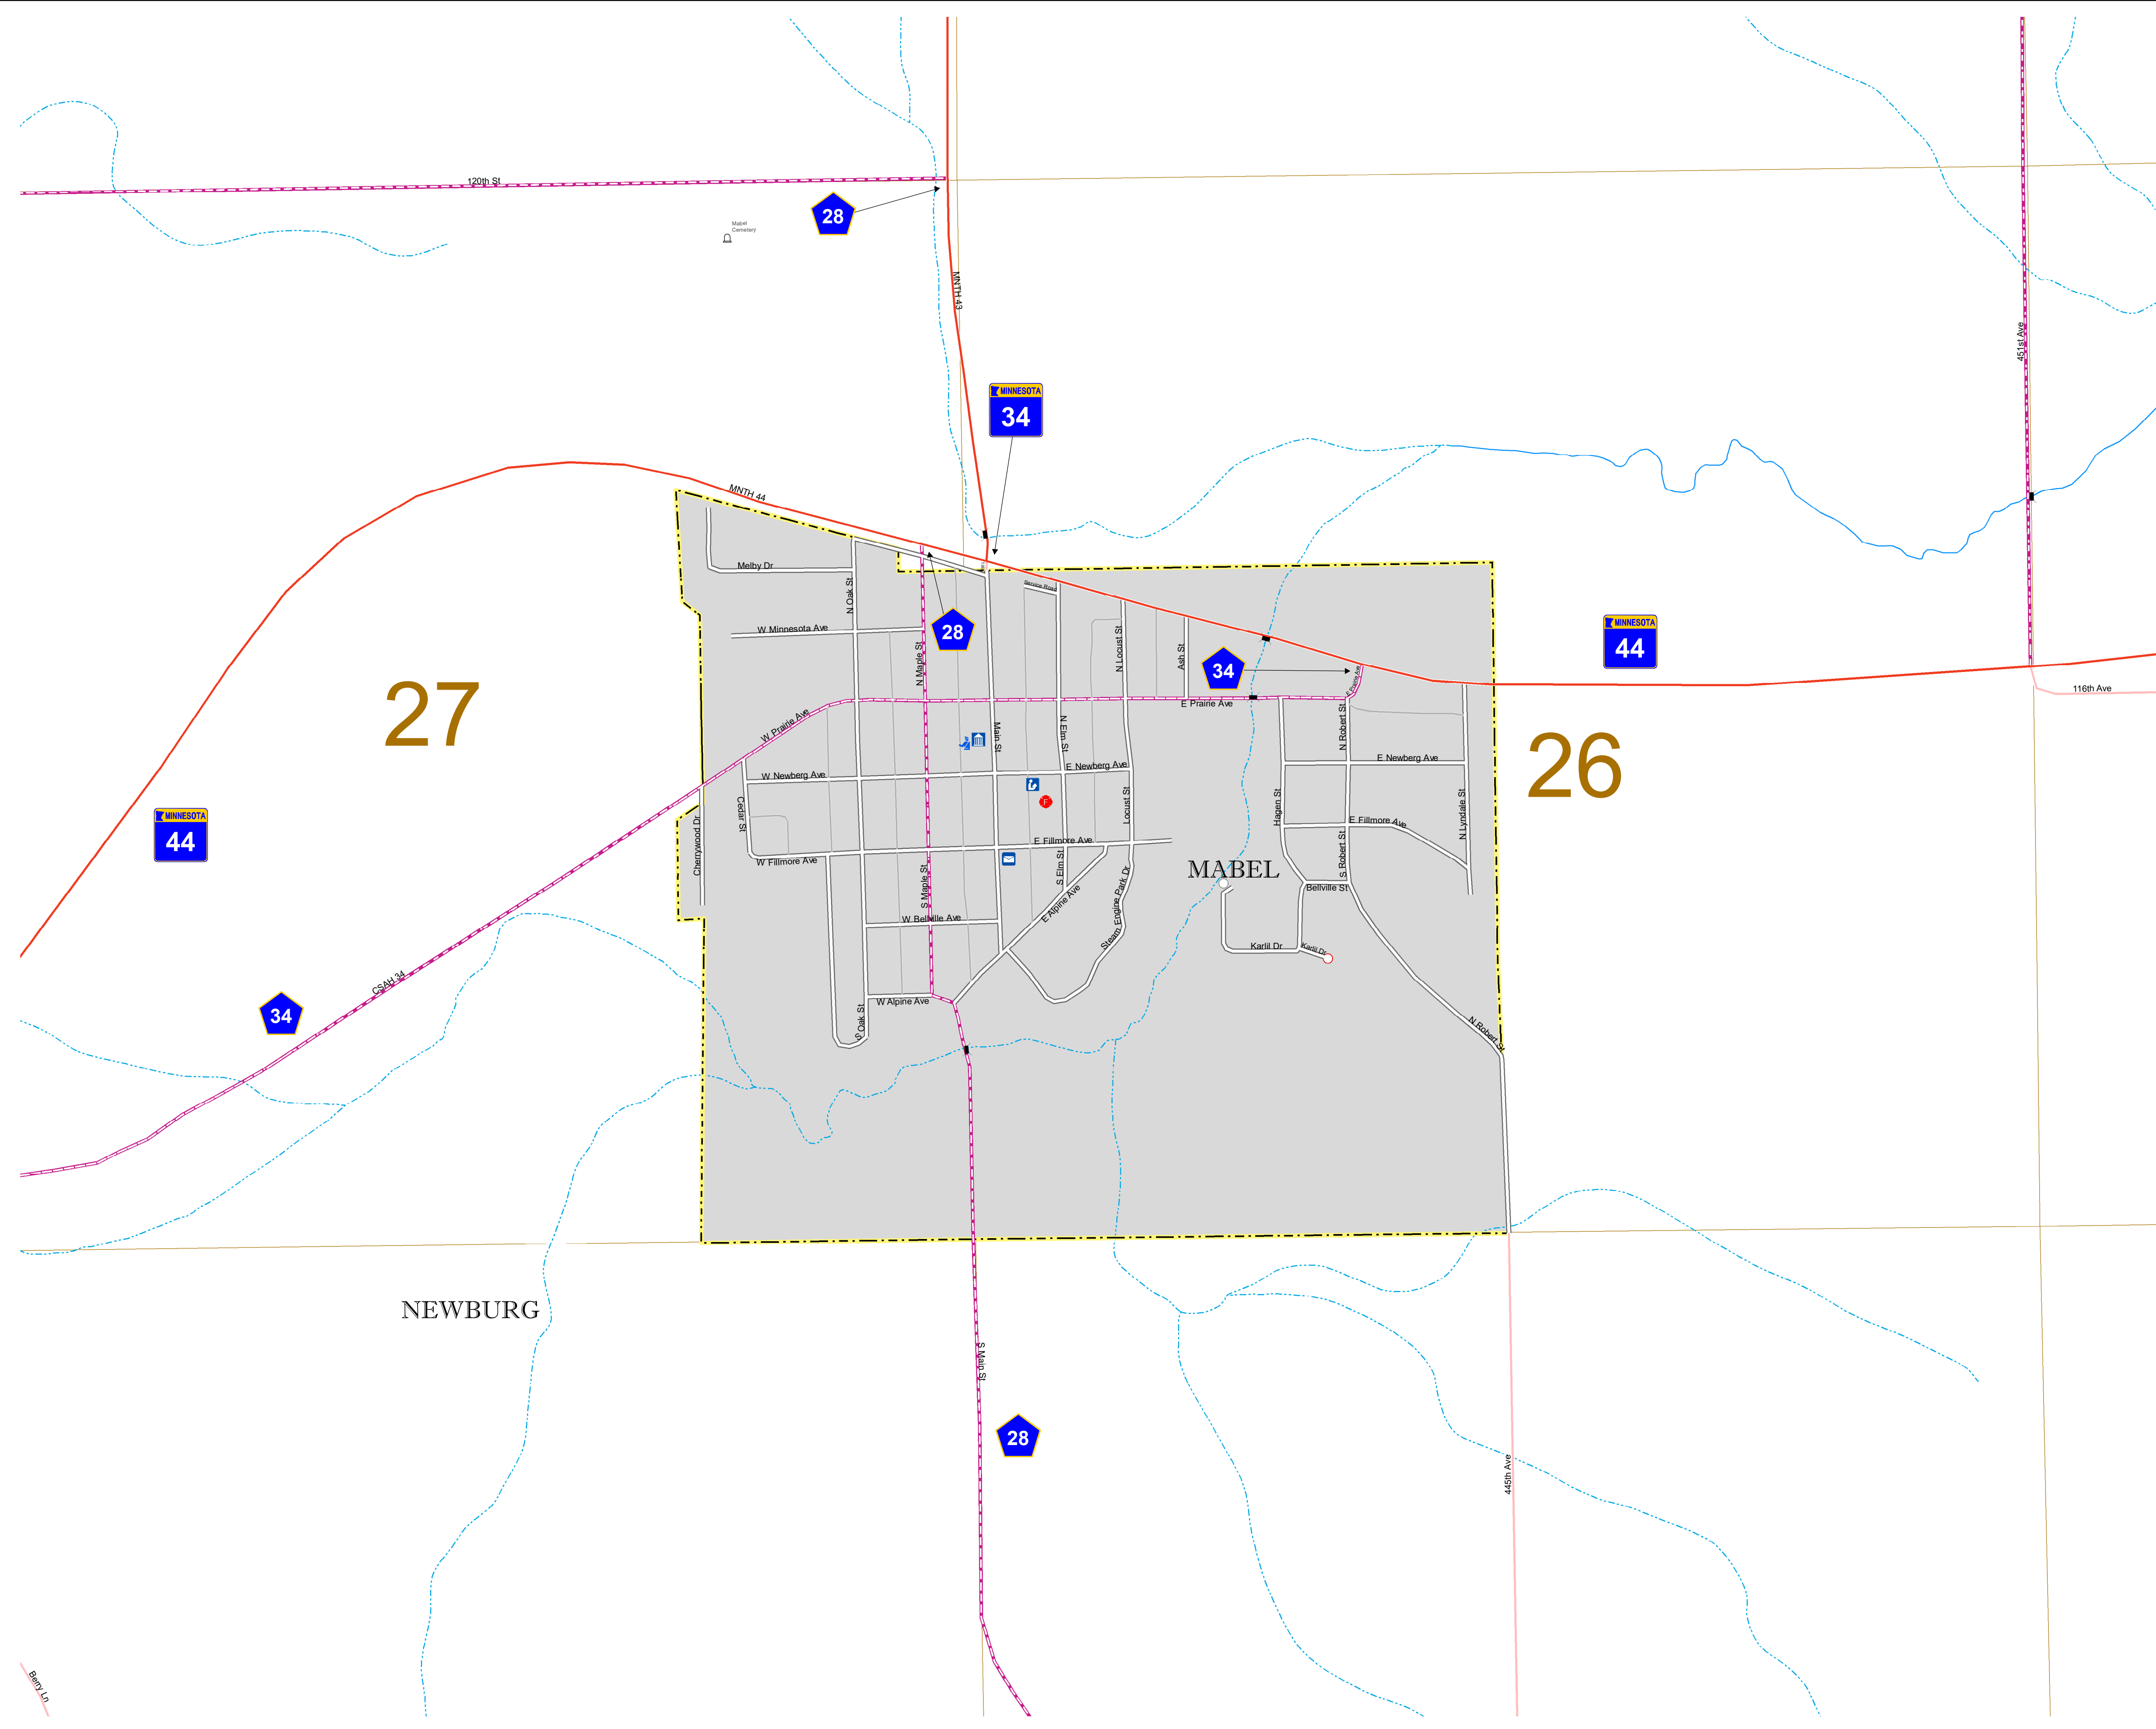 120th St
28
Mabel
Cemetery
MNTH 43
451st Ave
MINNESOTA
34
MNTH 44
Melby Dr
N Oak St
Service Road
W Minnesota Ave
28
N Maple St
N Locust St
Ash St
34
E Prairie Ave
MINNESOTA
44
116th Ave
27
W Prairie Ave
E Prairie Ave
N Robert St
Main St
N Elm St
26
W Newberg Ave
E Newberg Ave
E Newberg Ave
MINNESOTA
44
Cedar St
Cherrywood Dr
F
Locust St
Hagen St
N Lyndale St
E Fillmore Ave
E Fillmore Ave
W Fillmore Ave
S Maple St
S Elm St
S Robert St
MABEL
Bellville St
W Bellville Ave
E Alpine Ave
Steam Engine Park Dr
Karlil Dr
Karlil Dr
CSAH 34
34
W Alpine Ave
S Oak St
N Robert St
NEWBURG
S Main St
28
445th Ave
Berry Ln